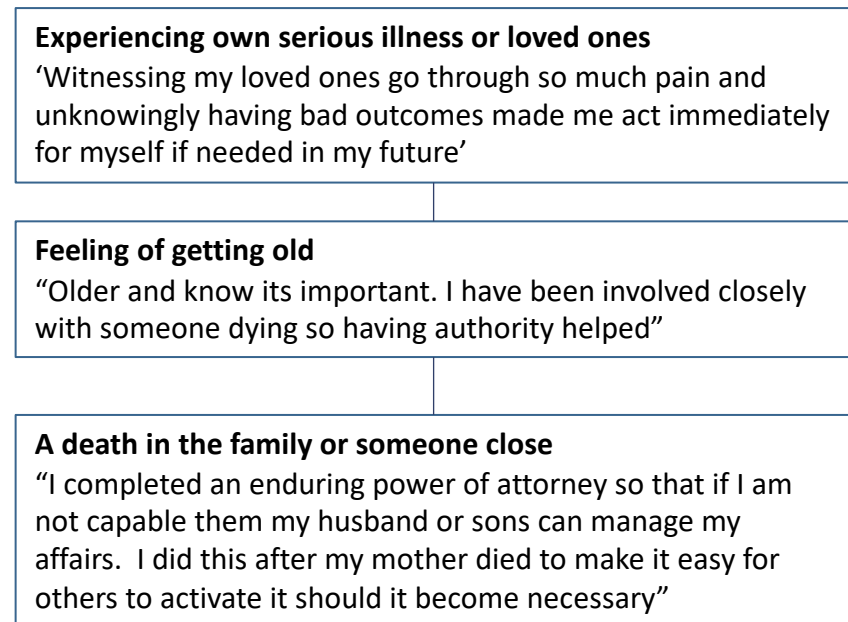 Experiencing own serious illness or loved ones
‘Witnessing my loved ones go through so much pain and
unknowingly having bad outcomes made me act immediately
for myself if needed in my future’
Feeling of getting old
“Older and know its important. I have been involved closely
with someone dying so having authority helped”
A death in the family or someone close
“I completed an enduring power of attorney so that if I am
not capable them my husband or sons can manage my
affairs.  I did this after my mother died to make it easy for
others to activate it should it become necessary”